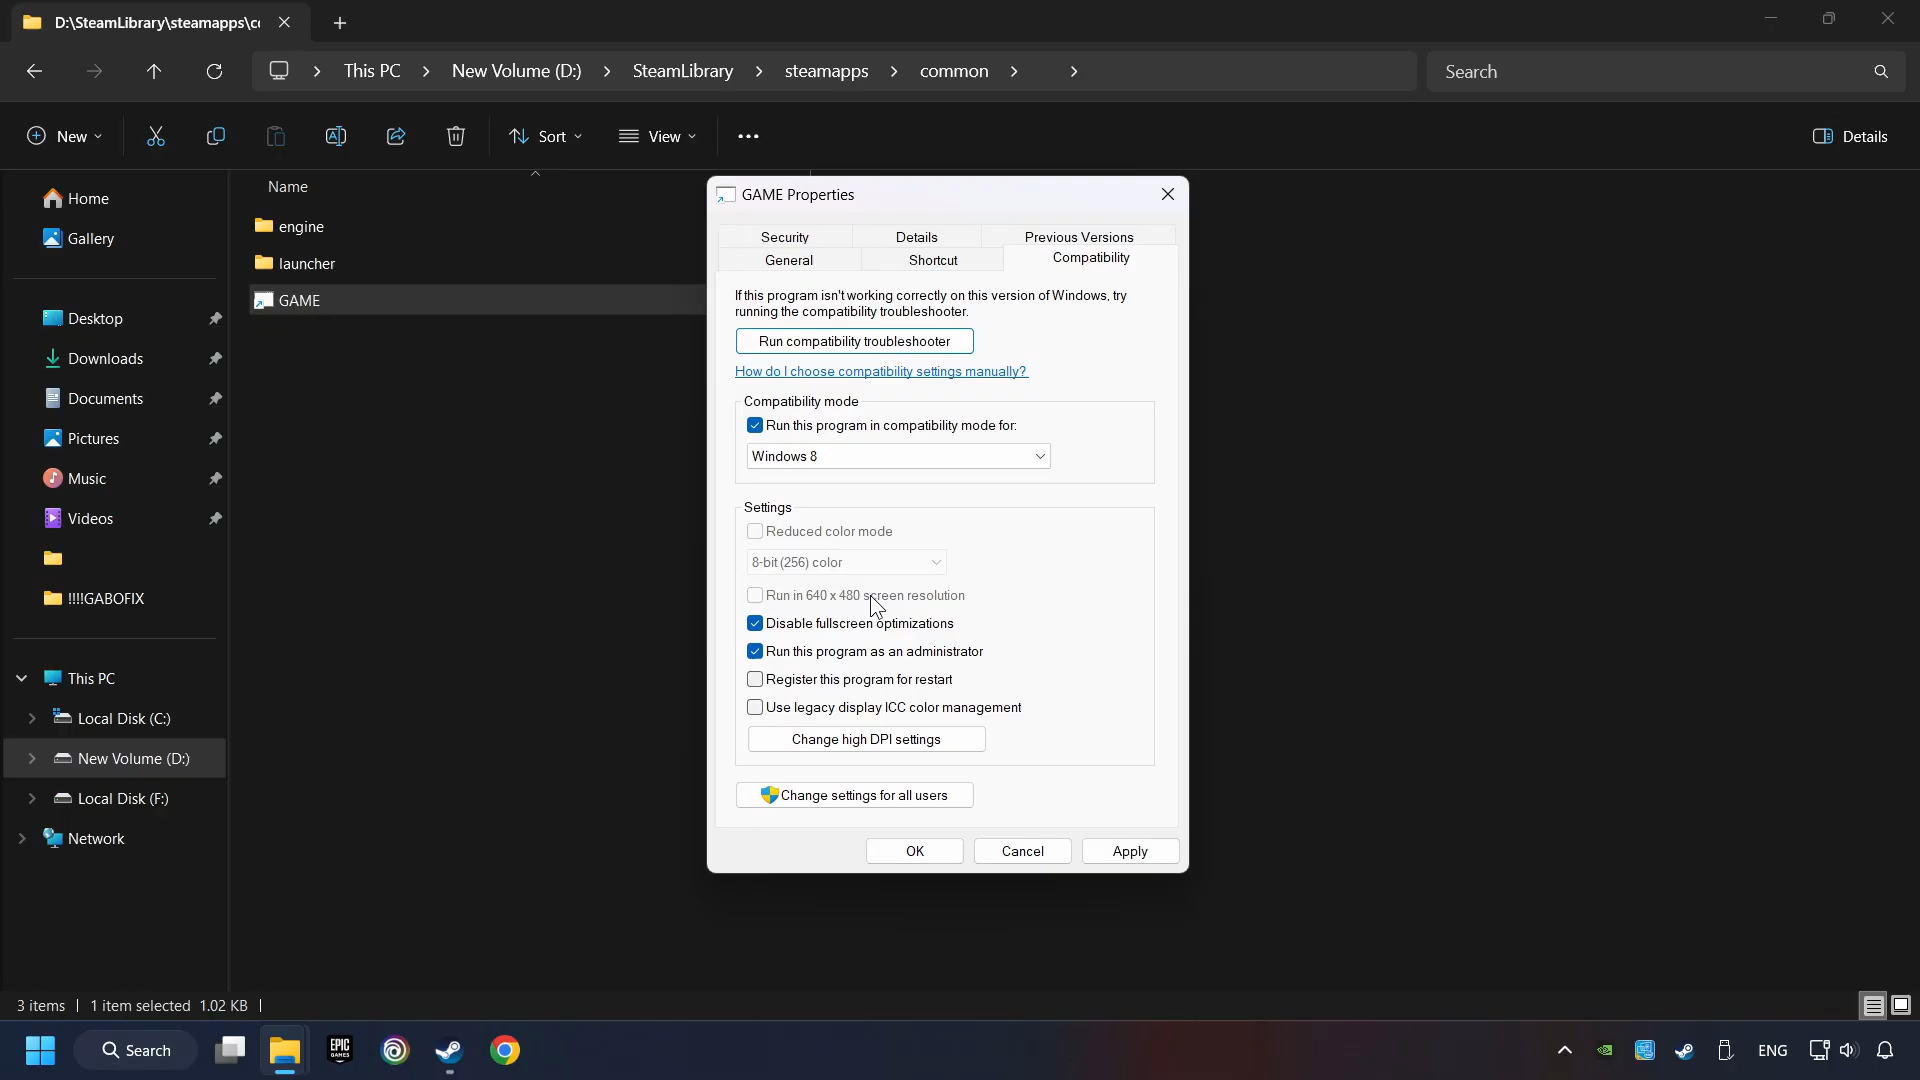 D:\SteamLibrary\steamapps\cc
This PC > New Volume (D:) > SteamLibrary > steamapps > common > >
Search
New
Sort
View
Details
Home
Gallery
Desktop
Downloads
Documents
Pictures
Music
Videos
!!!!GABOFIX
This PC
Local Disk (C:)
New Volume (D:)
Local Disk (F:)
Network
Name
engine
launcher
GAME
GAME Properties
Security
Details
Previous Versions
General
Shortcut
Compatibility
If this program isn't working correctly on this version of Windows, try
running the compatibility troubleshooter.
Run compatibility troubleshooter
How do I choose compatibility settings manually?
Compatibility mode
Run this program in compatibility mode for:
Windows 8
Settings
Reduced color mode
8-bit (256) color
Run in 640 x 480 screen resolution
Disable fullscreen optimizations
Run this program as an administrator
Register this program for restart
Use legacy display ICC color management
Change high DPI settings
Change settings for all users
OK
Cancel
Apply
3 items
1 item selected 1.02 KB
Search
EPIC
GAMES
ENG